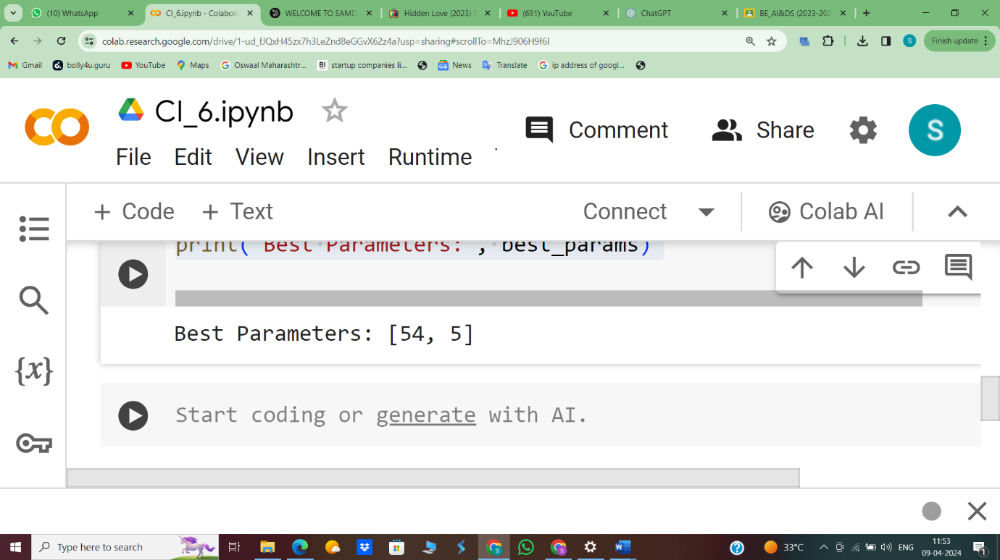 (10) WhatsApp
CI_6.ipynb - Colabora
WELCOME TO SAMD
Hidden Love (2023) E
(691) YouTube
ChatGPT
BE_AI&DS (2023-202
colab.research.google.com/drive/1-ud_fJQxH45zx7h3LeZnd8eGGvX62z4a?usp=sharing#scrollTo=MhzJ906H9f6I
S
Finish update
Gmail
bolly4u.guru
YouTube
Maps
Oswaal Maharashtr...
B! startup companies li...
News
Translate
ip address of googl...
CI_6.ipynb
Comment
Share
S
File Edit View Insert Runtime
+ Code + Text
Connect
Colab AI
print("Best Parameters:", best_params)
Best Parameters: [54, 5]
{x}
Start coding or generate with AI.
Type here to search
33°C
ENG
11:53
09-04-2024
1